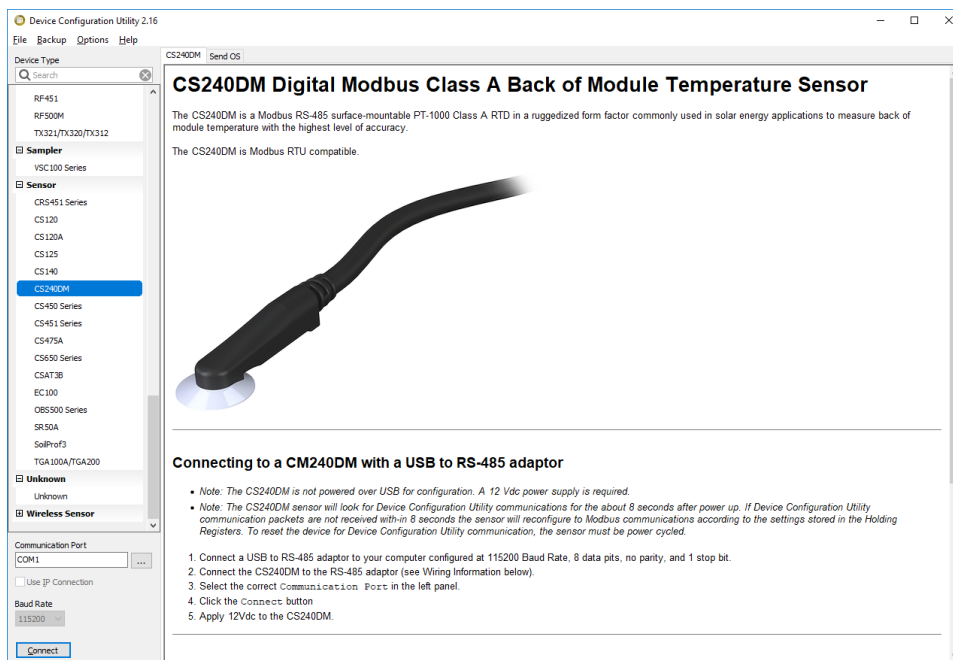 Device Configuration Utility 2.16
File Backup Options Help
Device Type
Search
RF451
RF500M
TX321/TX320/TX312
Sampler
VSC100 Series
Sensor
CRS451 Series
CS120
CS120A
CS125
CS140
CS240DM
CS450 Series
CS451 Series
CS475A
CS650 Series
CSAT3B
EC100
OBS500 Series
SR50A
SoilProf3
TGA100A/TGA200
Unknown
Unknown
Wireless Sensor
Communication Port
COM1
...
Use IP Connection
Baud Rate
115200
Connect
CS240DM Send OS
CS240DM Digital Modbus Class A Back of Module Temperature Sensor
The CS240DM is a Modbus RS-485 surface-mountable PT-1000 Class A RTD in a ruggedized form factor commonly used in solar energy applications to measure back of
module temperature with the highest level of accuracy.
The CS240DM is Modbus RTU compatible.
Connecting to a CM240DM with a USB to RS-485 adaptor
• Note: The CS240DM is not powered over USB for configuration. A 12 Vdc power supply is required.
• Note: The CS240DM sensor will look for Device Configuration Utility communications for the about 8 seconds after power up. If Device Configuration Utility
communication packets are not received with-in 8 seconds the sensor will reconfigure to Modbus communications according to the settings stored in the Holding
Registers. To reset the device for Device Configuration Utility communication, the sensor must be power cycled.
1. Connect a USB to RS-485 adaptor to your computer configured at 115200 Baud Rate, 8 data pits, no parity, and 1 stop bit.
2. Connect the CS240DM to the RS-485 adaptor (see Wiring Information below).
3. Select the correct Communication Port in the left panel.
4. Click the Connect button
5. Apply 12Vdc to the CS240DM.